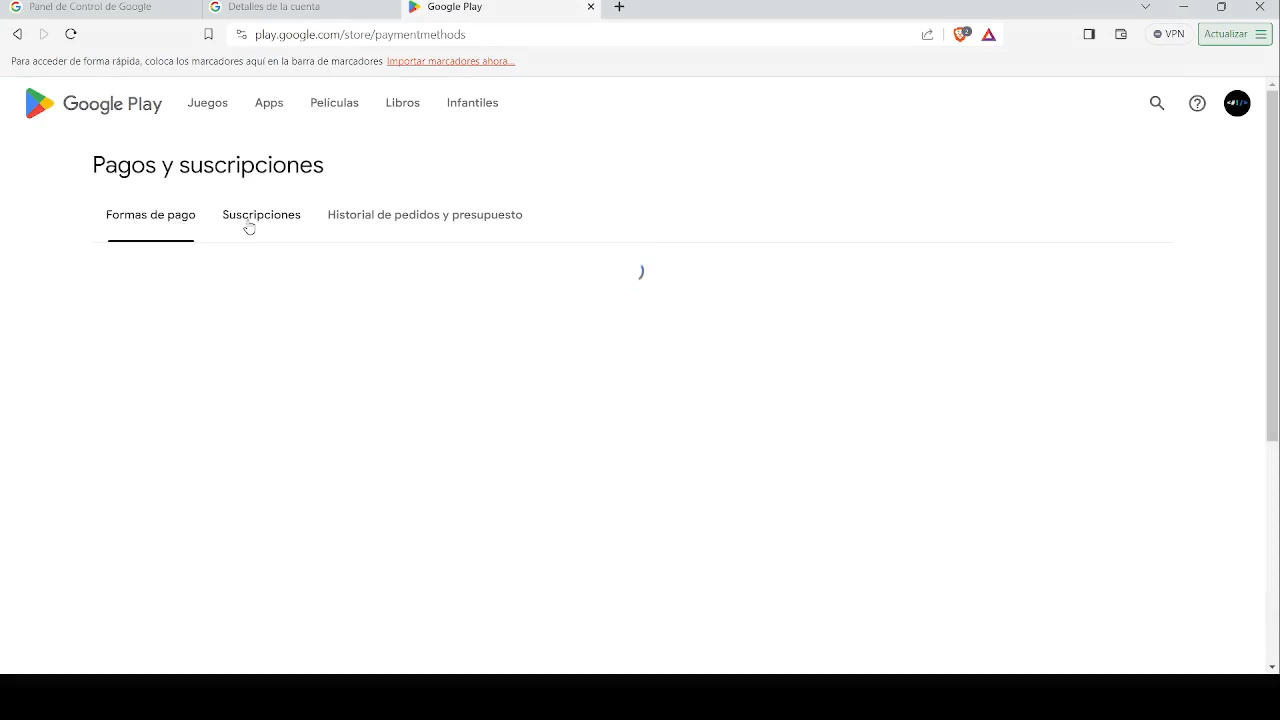 Panel de Control de Google
Detalles de la cuenta
Google Play
play.google.com/store/paymentmethods
2
VPN
Actualizar
Para acceder de forma rápida, coloca los marcadores aquí en la barra de marcadores Importar marcadores ahora...
Google Play
Juegos
Apps
Películas
Libros
Infantiles
Pagos y suscripciones
Formas de pago
Suscripciones
Historial de pedidos y presupuesto